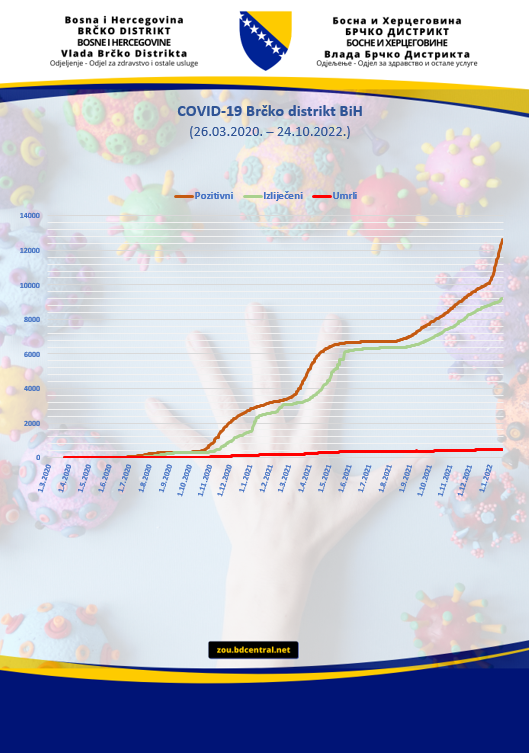 Bosna i Hercegovina
BRČKO DISTRIKT
BOSNE I HERCEGOVINE
Vlada Brčko Distrikta
Odjeljenje - Odjel za zdravstvo i ostale usluge
Босна и Херцеговина
БРЧКО ДИСТРИКТ
БОСНЕ И ХЕРЦЕГОВИНЕ
Влада Брчко Дистрикта
Одјељење - Одјел за здравство и остале услуге
COVID-19 Brčko distrikt BiH
(26.03.2020. – 24.10.2022.)
Pozitivni Izliječeni Umrli
14000
12000
10000
8000
6000
4000
2000
0
1.3.2020 1.4.2020 1.5.2020 1.6.2020 1.7.2020 1.8.2020 1.9.2020 1.10.2020 1.11.2020 1.12.2020 1.1.2021 1.2.2021 1.3.2021 1.4.2021 1.5.2021 1.6.2021 1.7.2021 1.8.2021 1.9.2021 1.10.2021 1.11.2021 1.12.2021 1.1.2022
zou.bdcentral.net